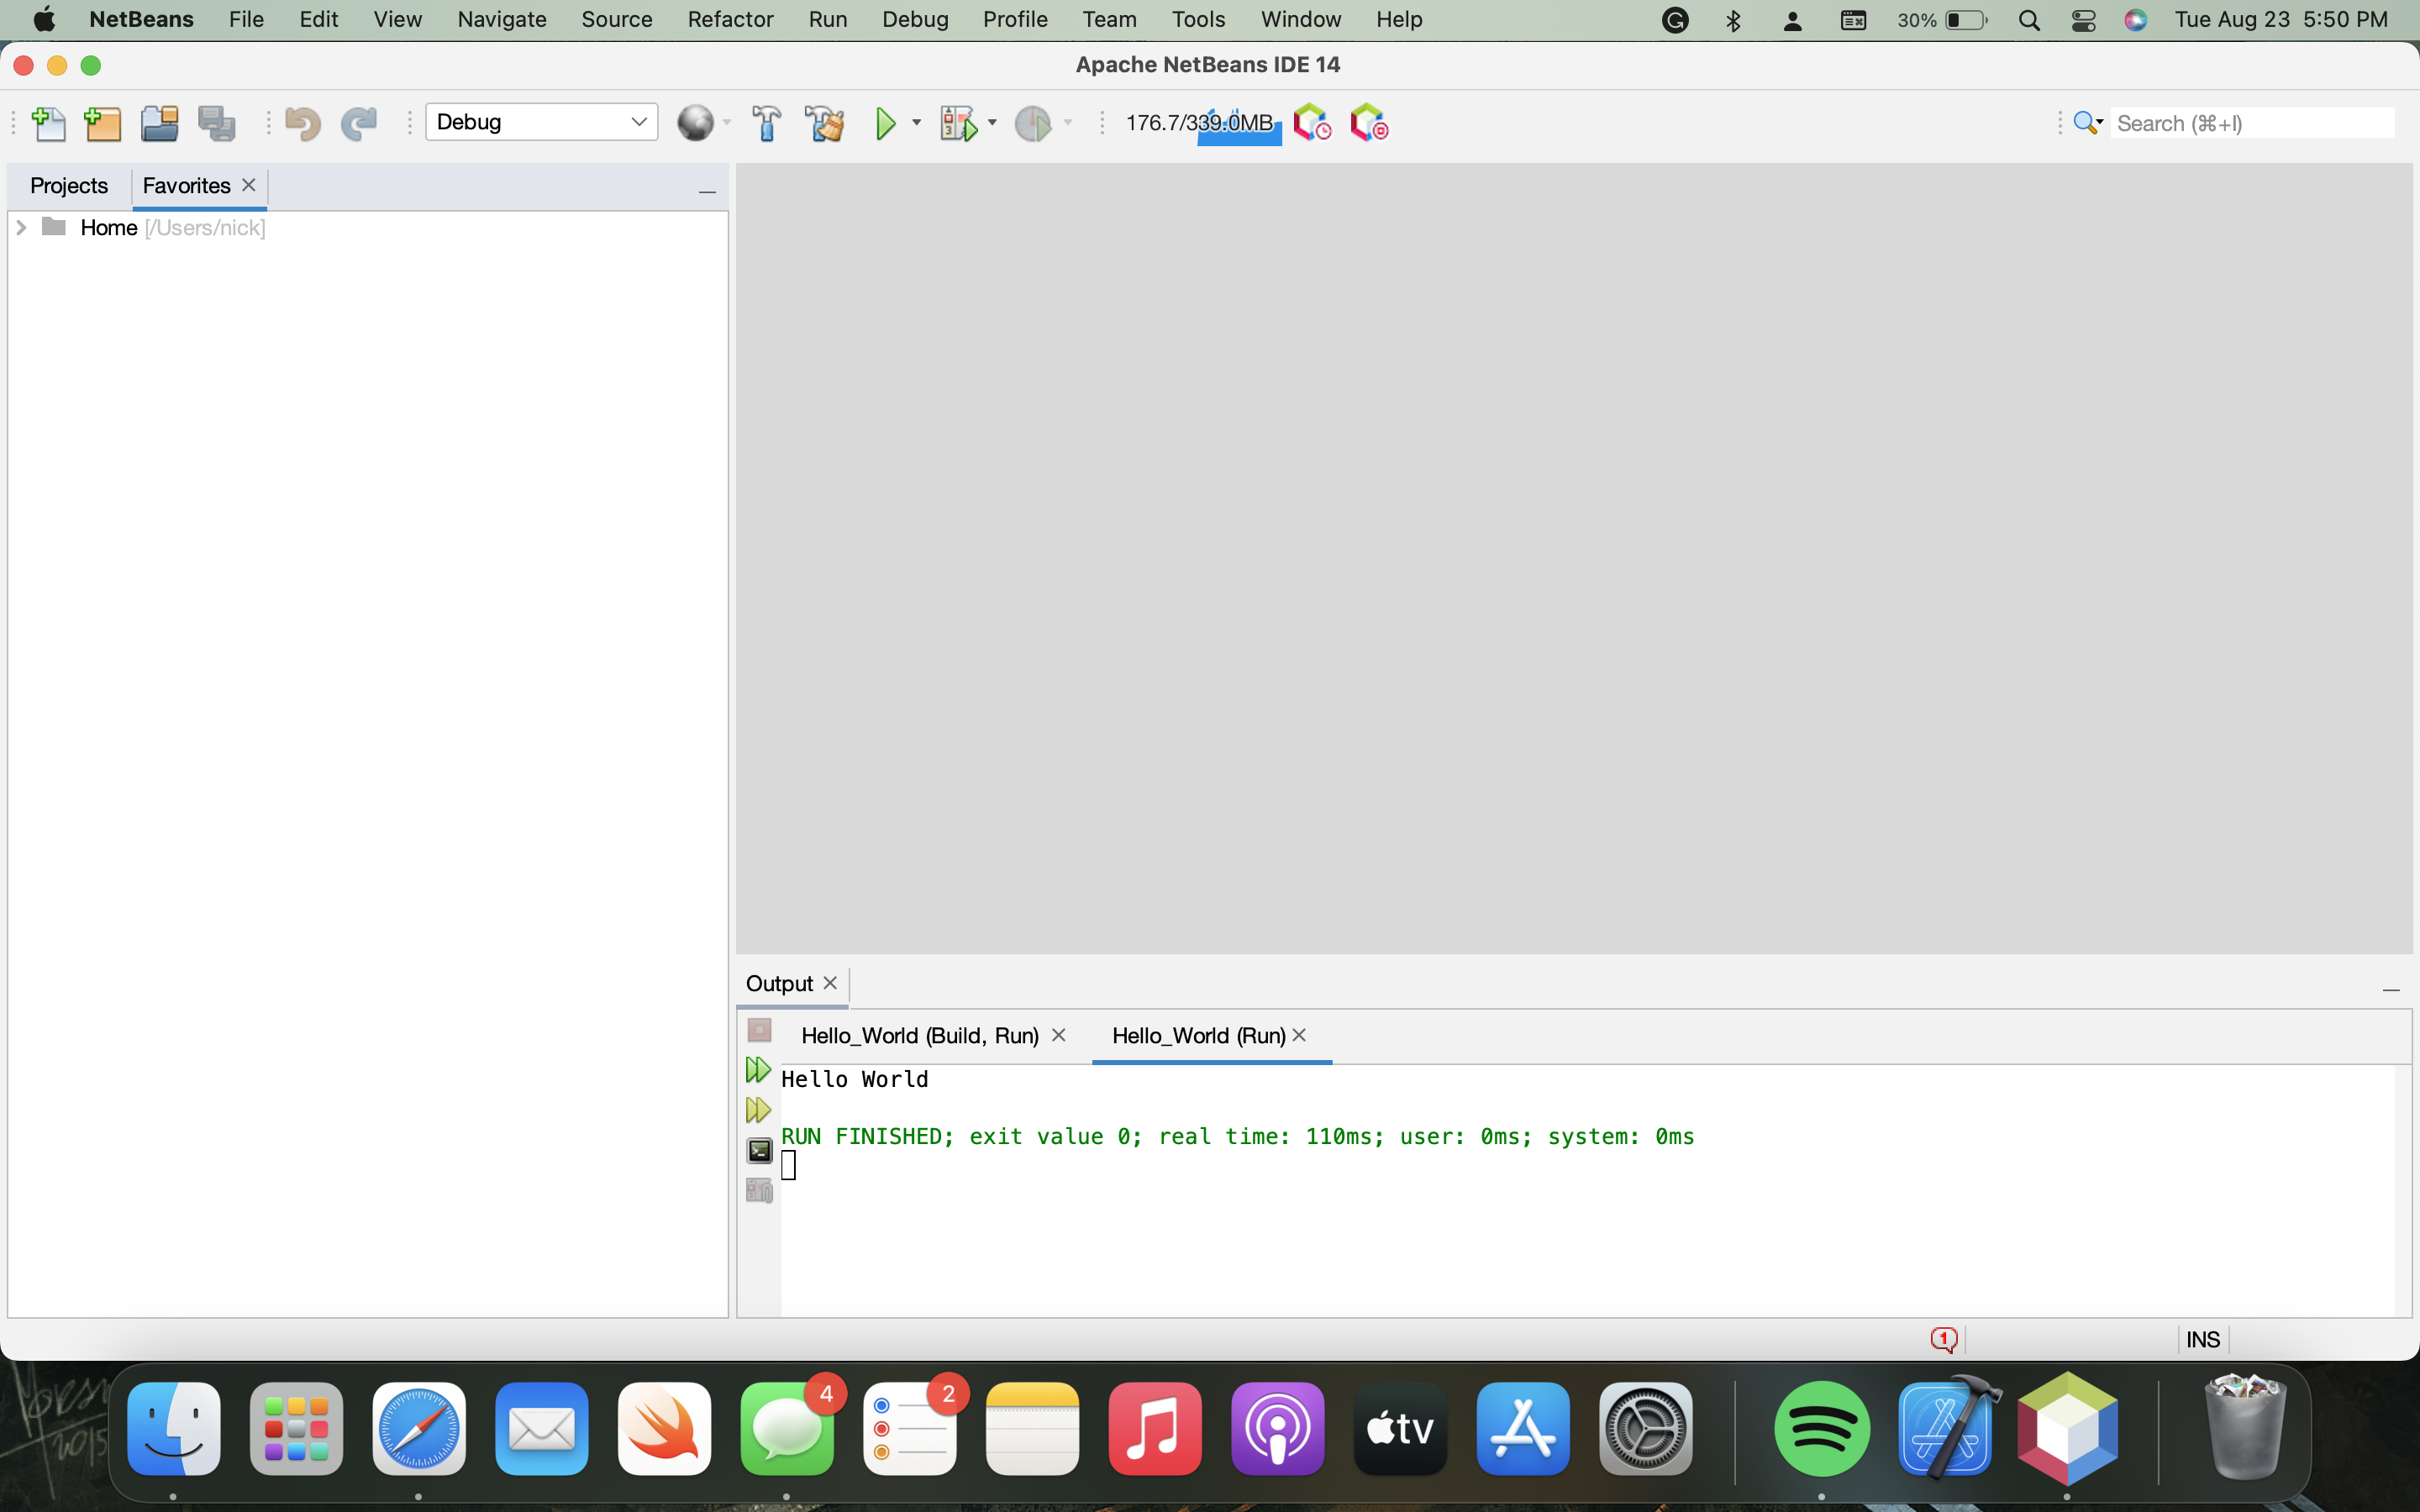 NetBeans File Edit View Navigate Source Refactor Run Debug Profile Team Tools Window Help 30% Tue Aug 23 5:50 PM
Apache NetBeans IDE 14
Debug 176.7/339.0MB Search (⌘+I)
Projects Favorites
Home [/Users/nick]
Output
Hello_World (Build, Run) Hello_World (Run)
Hello World
RUN FINISHED; exit value 0; real time: 110ms; user: 0ms; system: 0ms
1 INS
4 2
tv
2015